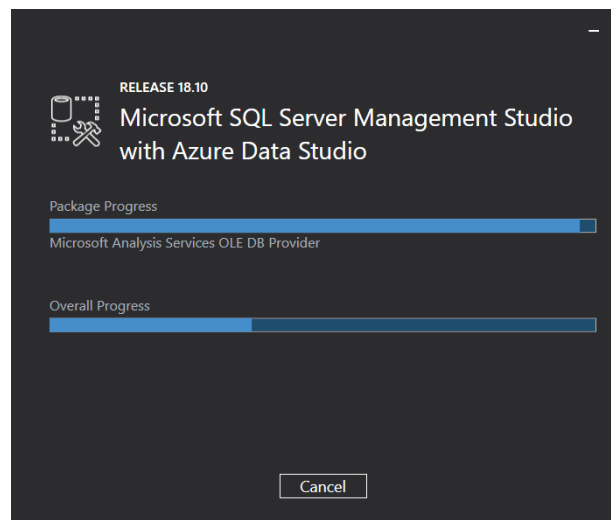 RELEASE 18.10
Microsoft SQL Server Management Studio
with Azure Data Studio
Package Progress
Microsoft Analysis Services OLE DB Provider
Overall Progress
Cancel